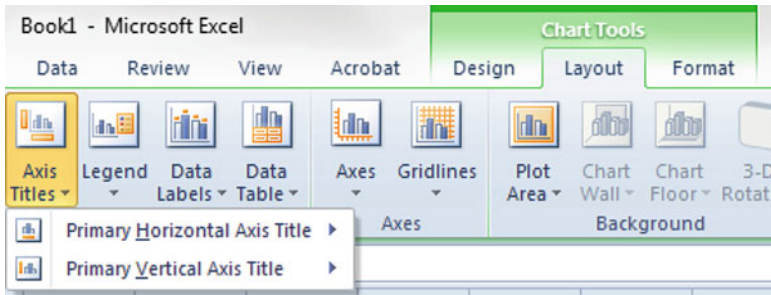 Book1 - Microsoft Excel
Chart Tools
Data Review View Acrobat Design Layout Format
Axis Titles
Legend
Data Labels
Data Table
Axes
Gridlines
Plot Area
Chart Wall
Chart Floor
3-D
Axes
Background
Primary Horizontal Axis Title
Primary Vertical Axis Title